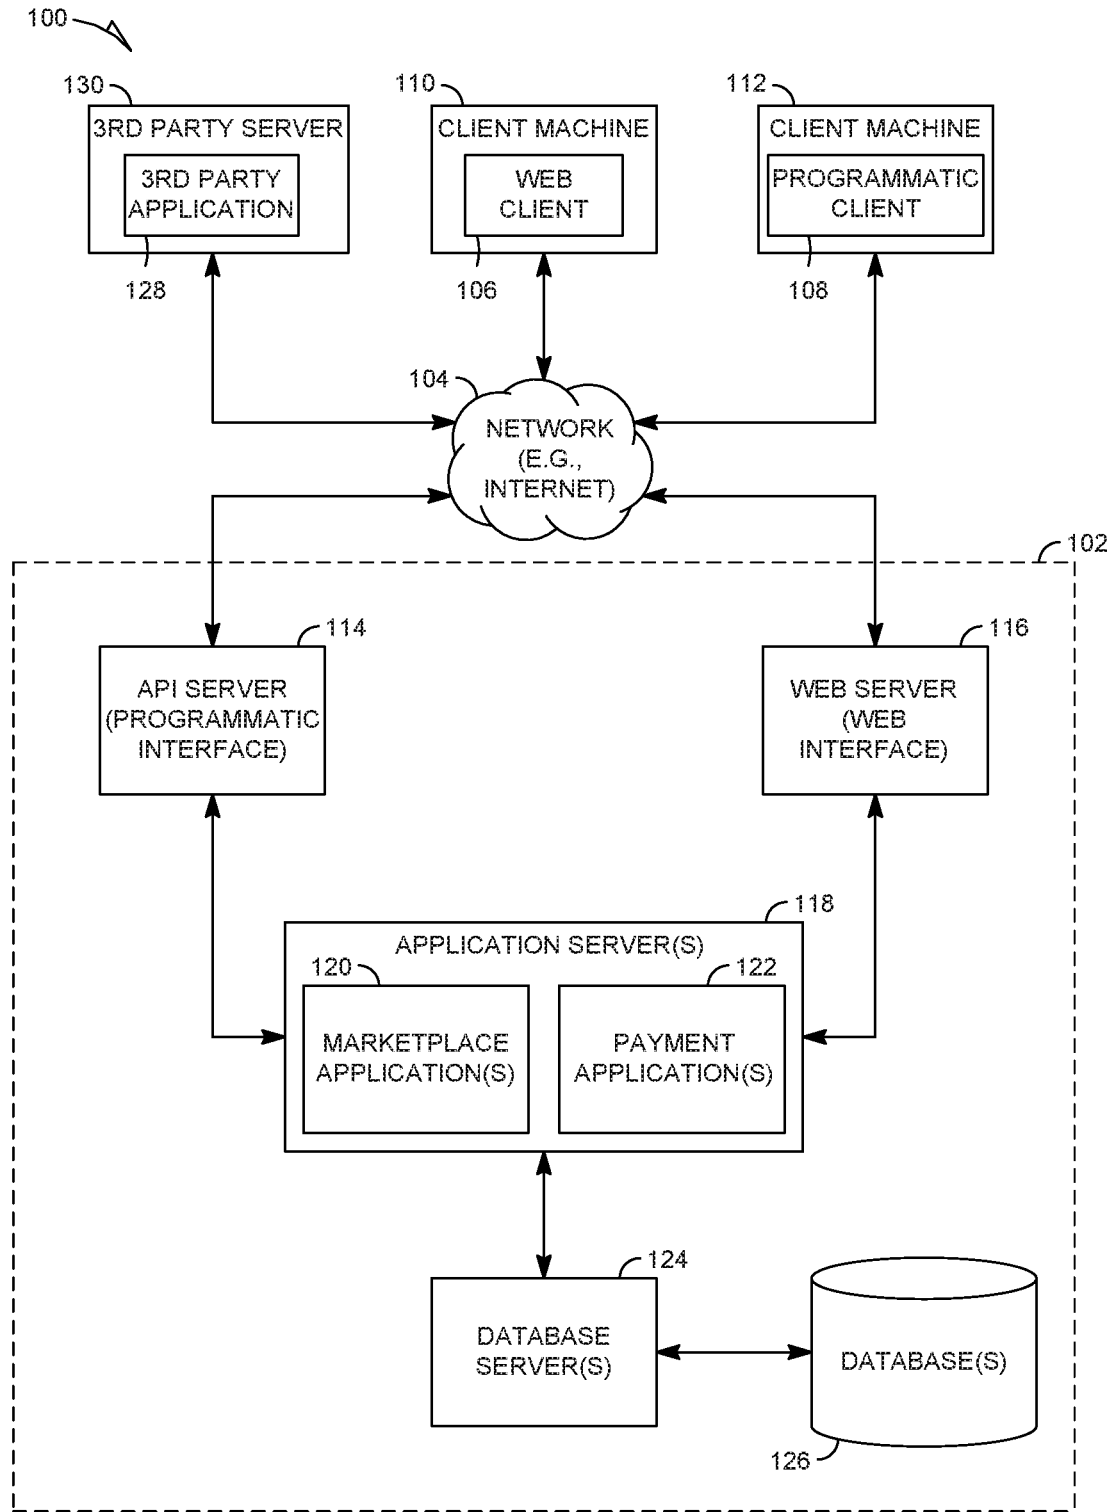 100
130
110
112
3RD PARTY SERVER
CLIENT MACHINE
CLIENT MACHINE
3RD PARTY
APPLICATION
WEB
CLIENT
PROGRAMMATIC
CLIENT
128
106
108
104
NETWORK
(E.G.,
INTERNET)
102
114
116
API SERVER
(PROGRAMMATIC
INTERFACE)
WEB SERVER
(WEB
INTERFACE)
118
APPLICATION SERVER(S)
120
122
MARKETPLACE
APPLICATION(S)
PAYMENT
APPLICATION(S)
124
DATABASE
SERVER(S)
DATABASE(S)
126